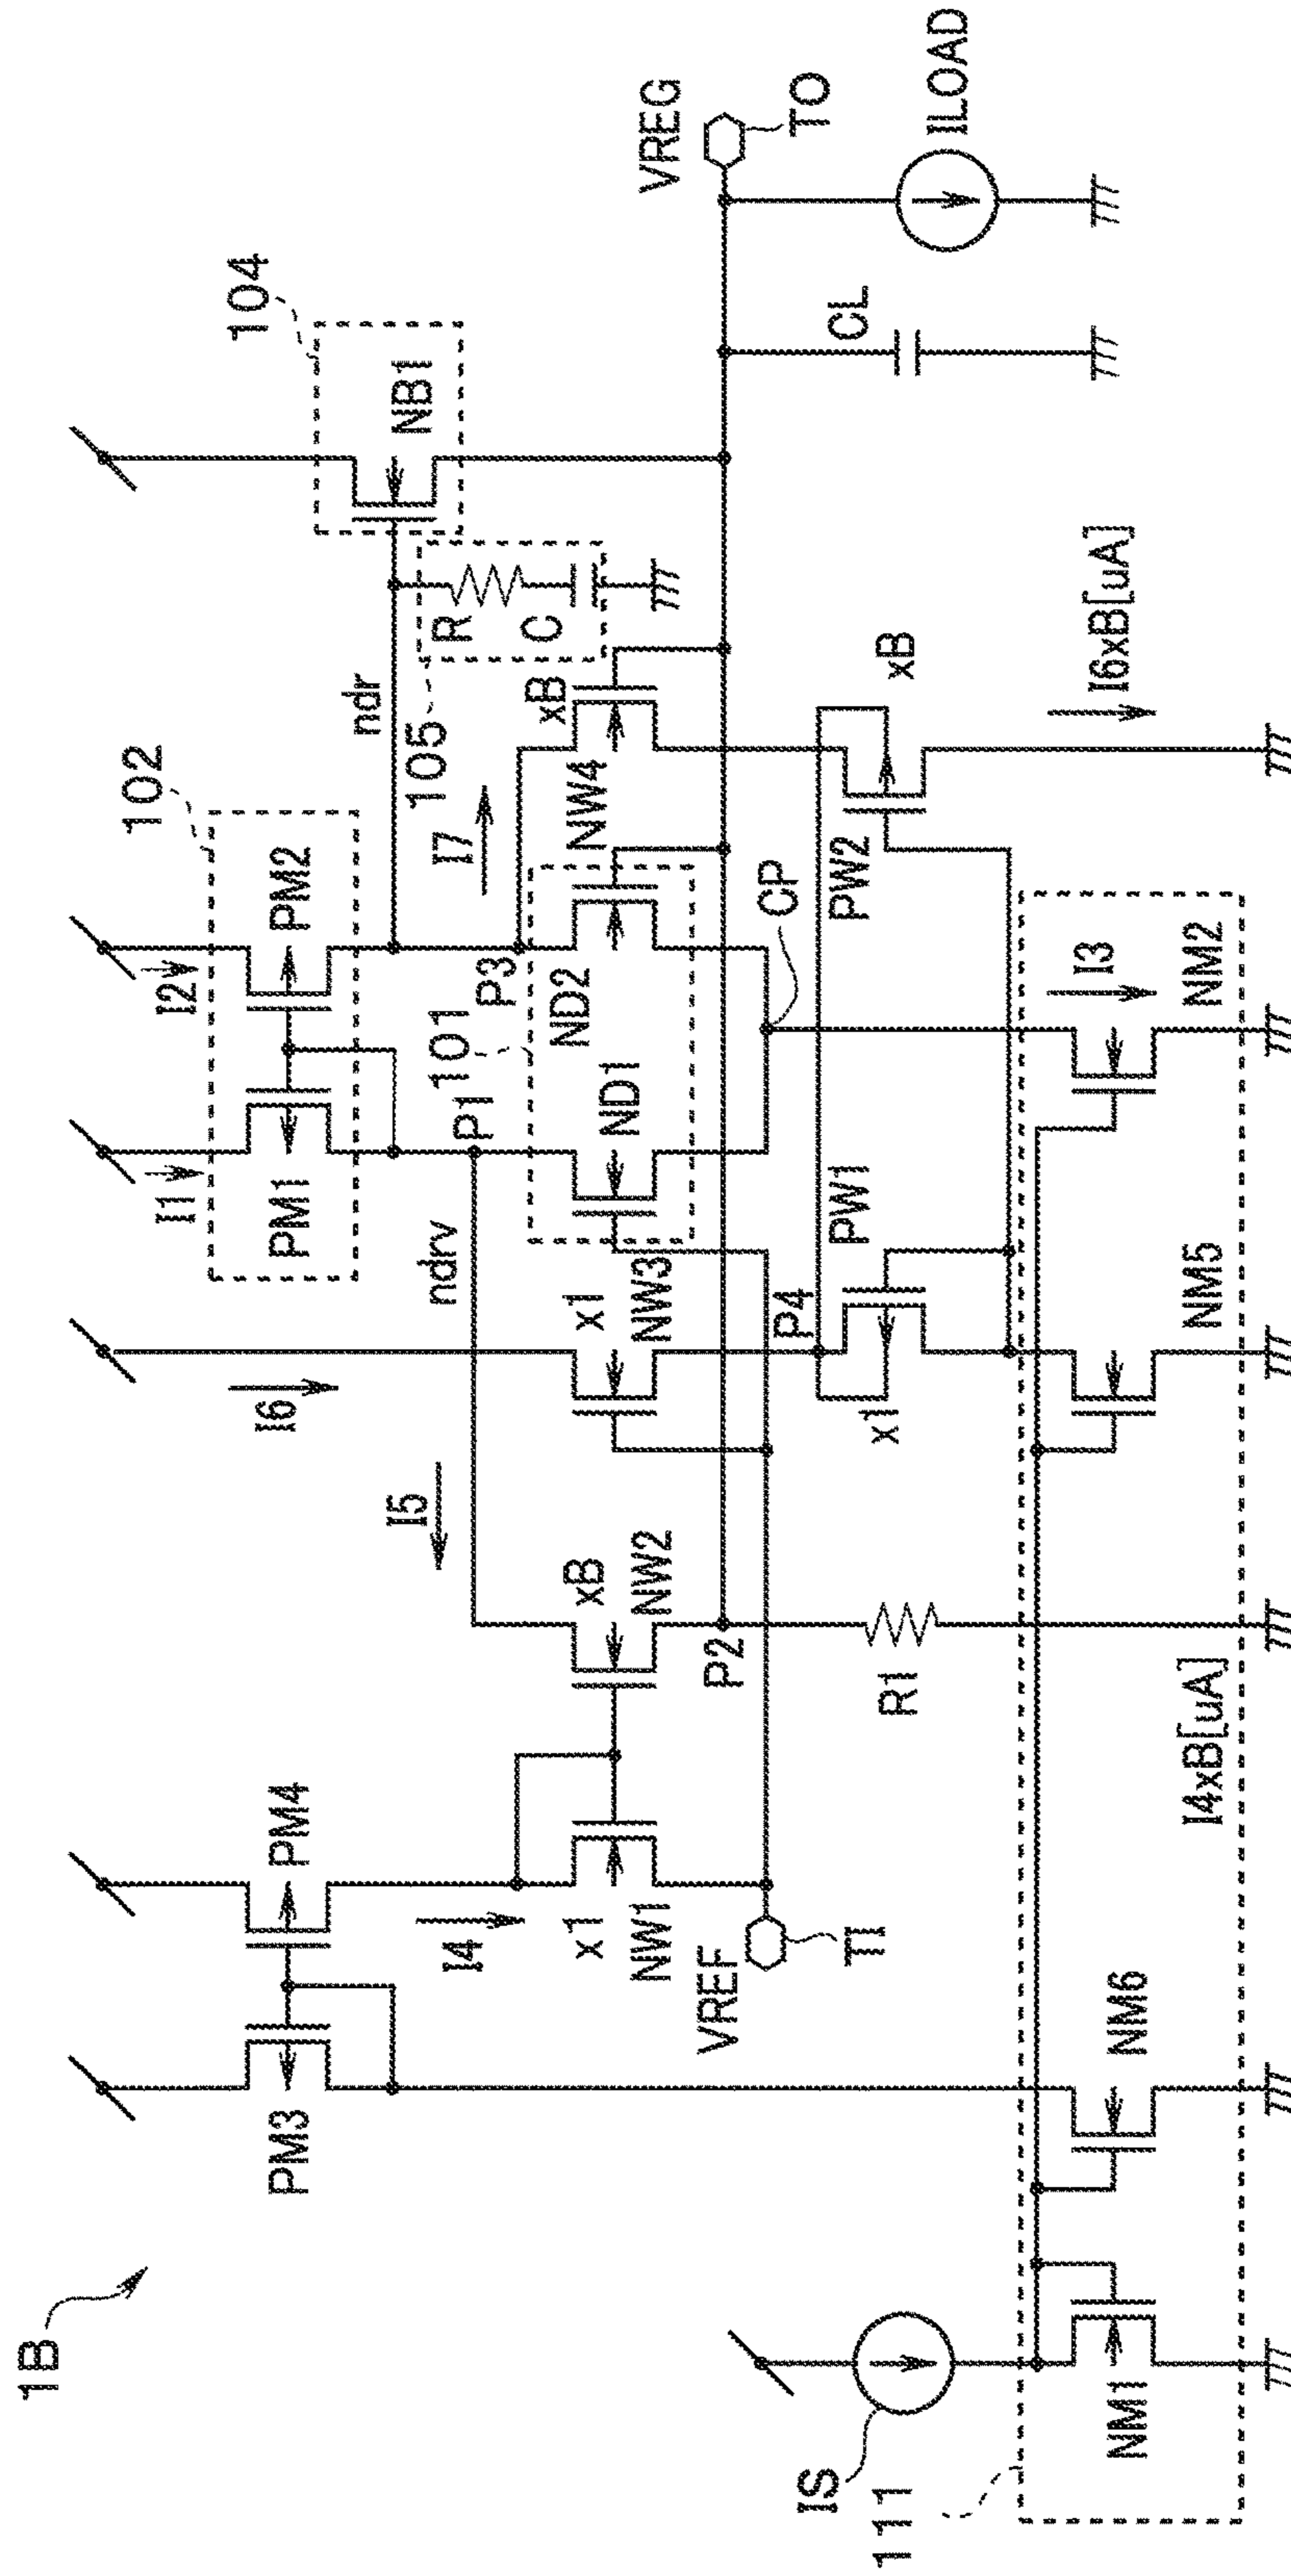 1B
IS
111
NM1
PM3
PM4
I4
x1
NW1
VREF
TI
NM6
I4xB[uA]
I5
xB
NW2
P2
R1
I6
ndrv
x1
NW3
P4
x1
PW1
NM5
102
I1
I2
PM1
PM2
P1
P3
101
ND1
ND2
CP
I3
NM2
ndr
I7
105
R
C
xB
NW4
PW2
xB
I6xB[uA]
104
NB1
VREG
TO
CL
ILOAD